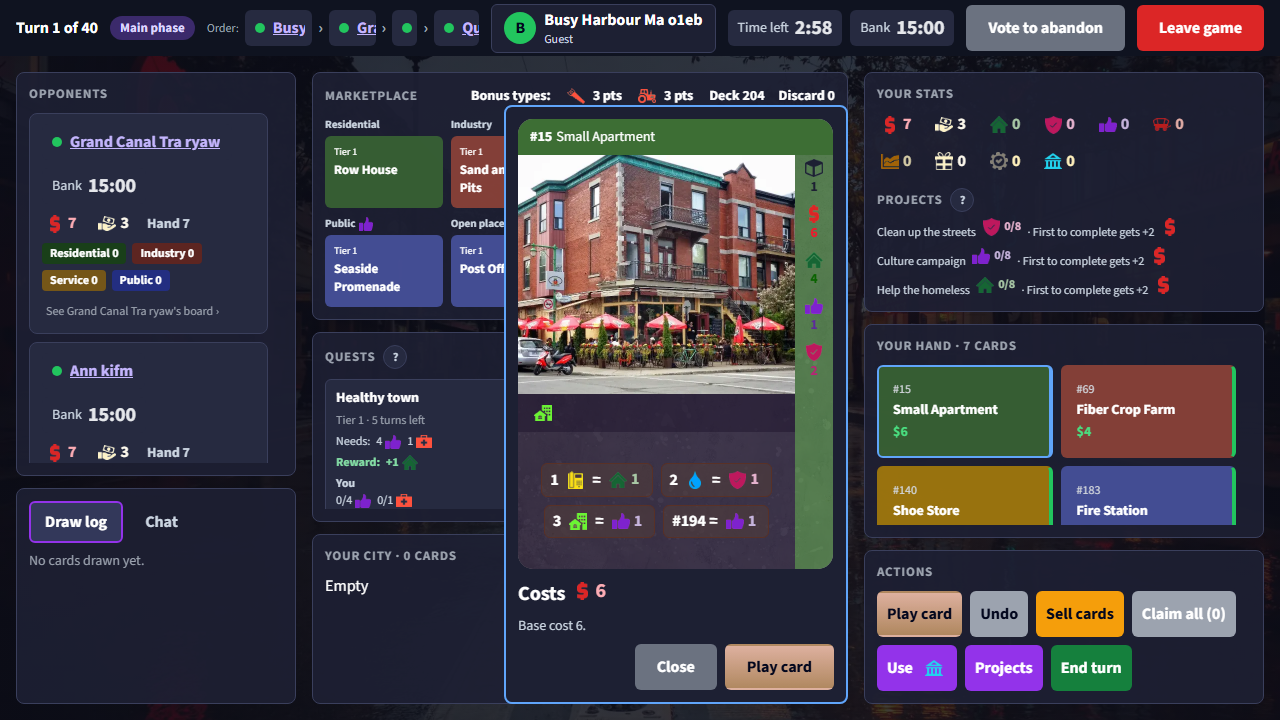 Turn 1 of 40
Main phase
Order:
Busy
›
Gra
›
›
Qu
B
Busy Harbour Ma o1eb
Guest
Time left 2:58
Bank 15:00
Vote to abandon
Leave game
OPPONENTS
Grand Canal Tra ryaw
Bank 15:00
7 3 Hand 7
Residential 0
Industry 0
Service 0
Public 0
See Grand Canal Tra ryaw's board ›
Ann kifm
Bank 15:00
7 3 Hand 7
Draw log
Chat
No cards drawn yet.
MARKETPLACE
Bonus types: 3 pts 3 pts Deck 204 Discard 0
Residential
Tier 1
Row House
Industry
Tier 1
Sand an
Pits
Public
Tier 1
Seaside
Promenade
Open place
Tier 1
Post Off
QUESTS ?
Healthy town
Tier 1 · 5 turns left
Needs: 4 1
Reward: +1
You
0/4 0/1
YOUR CITY · 0 CARDS
Empty
#15 Small Apartment
1
6
4
1
2
1 = 1
2 = 1
3 = 1
#194 = 1
Costs $ 6
Base cost 6.
Close
Play card
YOUR STATS
7 3 0 0 0 0
0 0 0 0
PROJECTS ?
Clean up the streets 0/8 · First to complete gets +2
Culture campaign 0/8 · First to complete gets +2
Help the homeless 0/8 · First to complete gets +2
YOUR HAND · 7 CARDS
#15
Small Apartment
$6
#69
Fiber Crop Farm
$4
#140
Shoe Store
#183
Fire Station
ACTIONS
Play card
Undo
Sell cards
Claim all (0)
Use
Projects
End turn